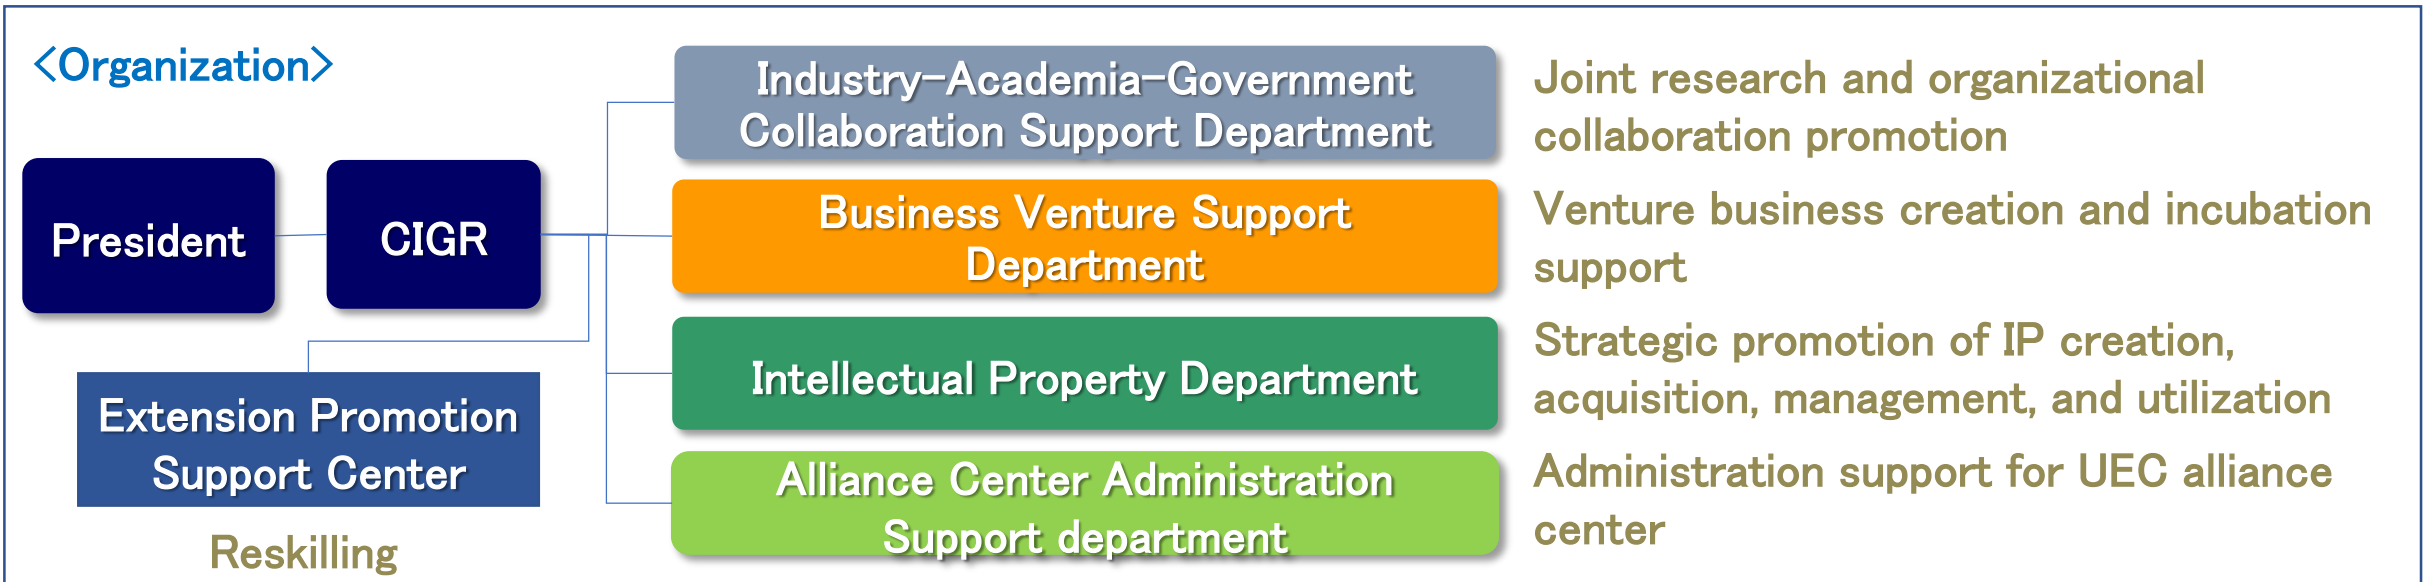 <Organization>
President
CIGR
Extension Promotion
Support Center
Reskilling
Industry-Academia-Government
Collaboration Support Department
Joint research and organizational
collaboration promotion
Business Venture Support
Department
Venture business creation and incubation
support
Intellectual Property Department
Strategic promotion of IP creation,
acquisition, management, and utilization
Alliance Center Administration
Support department
Administration support for UEC alliance
center